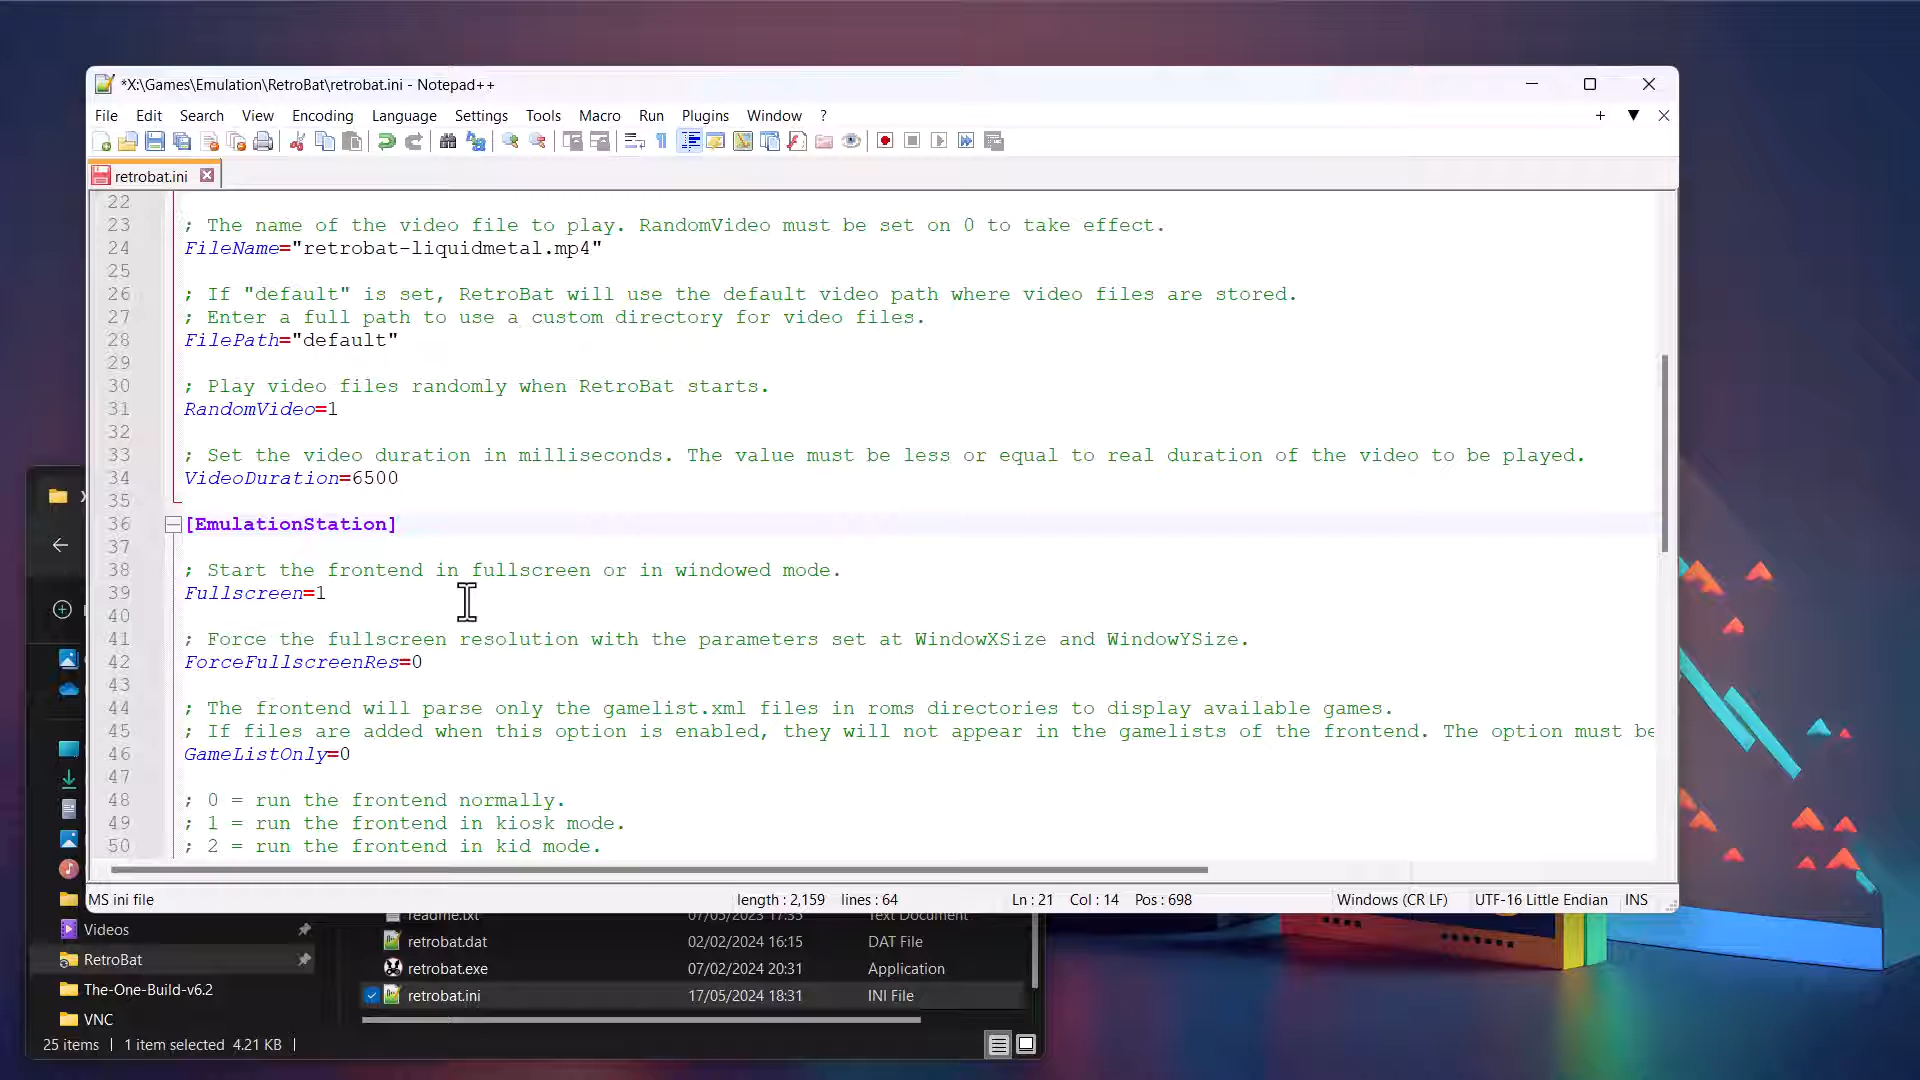 *X:\Games\Emulation\RetroBat\retrobat.ini - Notepad++
File Edit Search View Encoding Language Settings Tools Macro Run Plugins Window ?
retrobat.ini
22
23 ; The name of the video file to play. RandomVideo must be set on 0 to take effect.
24 FileName="retrobat-liquidmetal.mp4"
25
26 ; If "default" is set, RetroBat will use the default video path where video files are stored.
27 ; Enter a full path to use a custom directory for video files.
28 FilePath="default"
29
30 ; Play video files randomly when RetroBat starts.
31 RandomVideo=1
32
33 ; Set the video duration in milliseconds. The value must be less or equal to real duration of the video to be played.
34 VideoDuration=6500
35
36 [EmulationStation]
37
38 ; Start the frontend in fullscreen or in windowed mode.
39 Fullscreen=1
40
41 ; Force the fullscreen resolution with the parameters set at WindowXSize and WindowYSize.
42 ForceFullscreenRes=0
43
44 ; The frontend will parse only the gamelist.xml files in roms directories to display available games.
45 ; If files are added when this option is enabled, they will not appear in the gamelists of the frontend. The option must be
46 GameListOnly=0
47
48 ; 0 = run the frontend normally.
49 ; 1 = run the frontend in kiosk mode.
50 ; 2 = run the frontend in kid mode.
MS ini file length : 2,159 lines : 64 Ln : 21 Col : 14 Pos : 698 Windows (CR LF) UTF-16 Little Endian INS
readme.txt 07/05/2023 17:35 Text Document
Videos
retrobat.dat 02/02/2024 16:15 DAT File
RetroBat
retrobat.exe 07/02/2024 20:31 Application
The-One-Build-v6.2
retrobat.ini 17/05/2024 18:31 INI File
VNC
25 items 1 item selected 4.21 KB